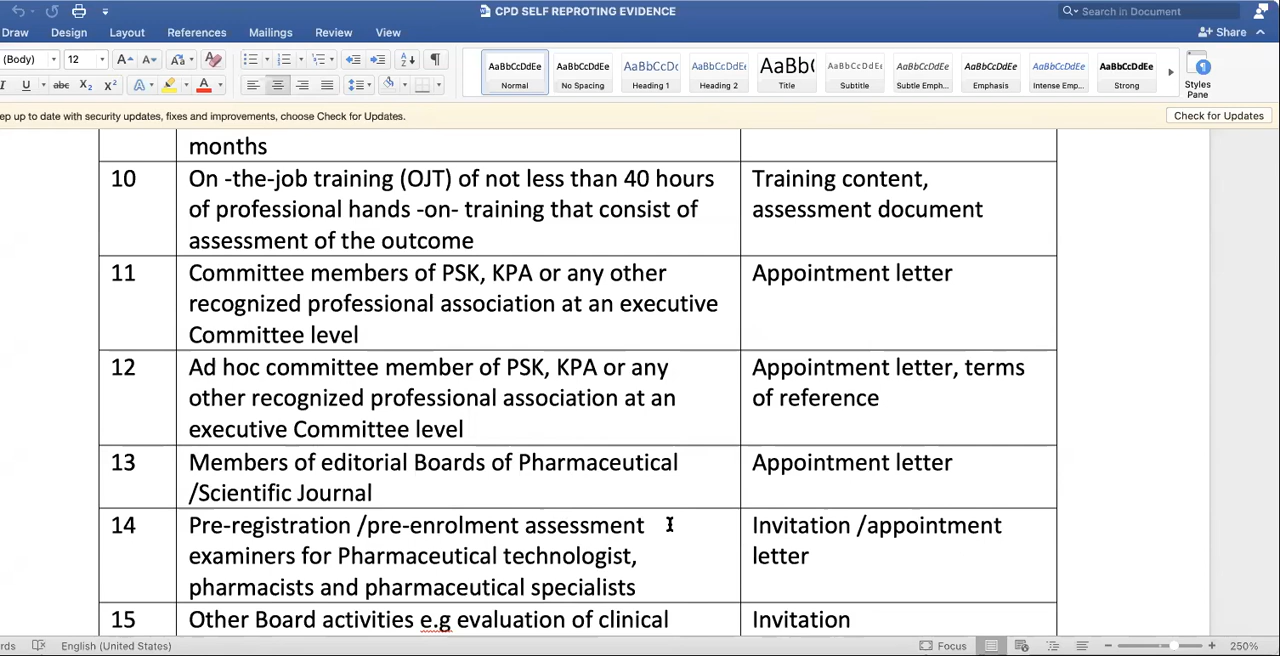 CPD SELF REPROTING EVIDENCE
Search in Document
Draw Design Layout References Mailings Review View
Share
(Body) 12
AaBbCcDdEe AaBbCcDdEe AaBbCcDc AaBbCcDdEe AaBb( AaBbCcDdEe AaBbCcDdEe AaBbCcDdEe AaBbCcDdEe AaBbCcDdEe
Normal No Spacing Heading 1 Heading 2 Title Subtitle Subtle Emph... Emphasis Intense Emp... Strong
Styles
Pane
ep up to date with security updates, fixes and improvements, choose Check for Updates.
Check for Updates
months
10 On -the-job training (OJT) of not less than 40 hours Training content,
of professional hands -on- training that consist of assessment document
assessment of the outcome
11 Committee members of PSK, KPA or any other Appointment letter
recognized professional association at an executive
Committee level
12 Ad hoc committee member of PSK, KPA or any Appointment letter, terms
other recognized professional association at an of reference
executive Committee level
13 Members of editorial Boards of Pharmaceutical Appointment letter
/Scientific Journal
14 Pre-registration /pre-enrolment assessment Invitation /appointment
examiners for Pharmaceutical technologist, letter
pharmacists and pharmaceutical specialists
15 Other Board activities e.g evaluation of clinical Invitation
rds English (United States) Focus 250%